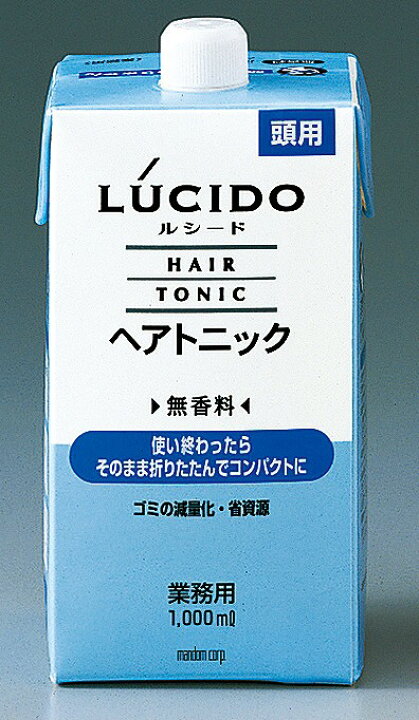 頭用
LÚCIDO
ルシード
HAIR
TONIC
ヘアトニック
無香料
使い終わったら
そのまま折りたたんでコンパクトに
ゴミの減量化・省資源
業務用
1,000mℓ
mandom corp.